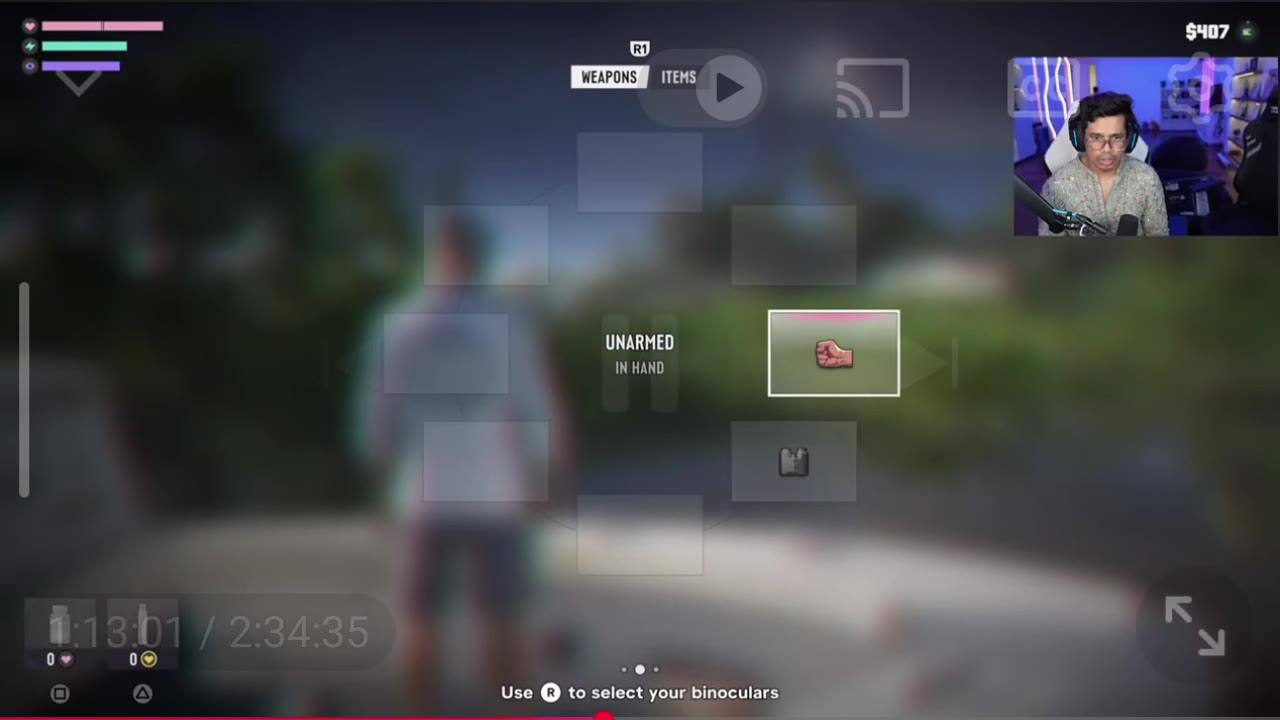 $407
R1
WEAPONS ITEMS
UNARMED
IN HAND
1:13:01 / 2:34:35
0 0
Use R to select your binoculars